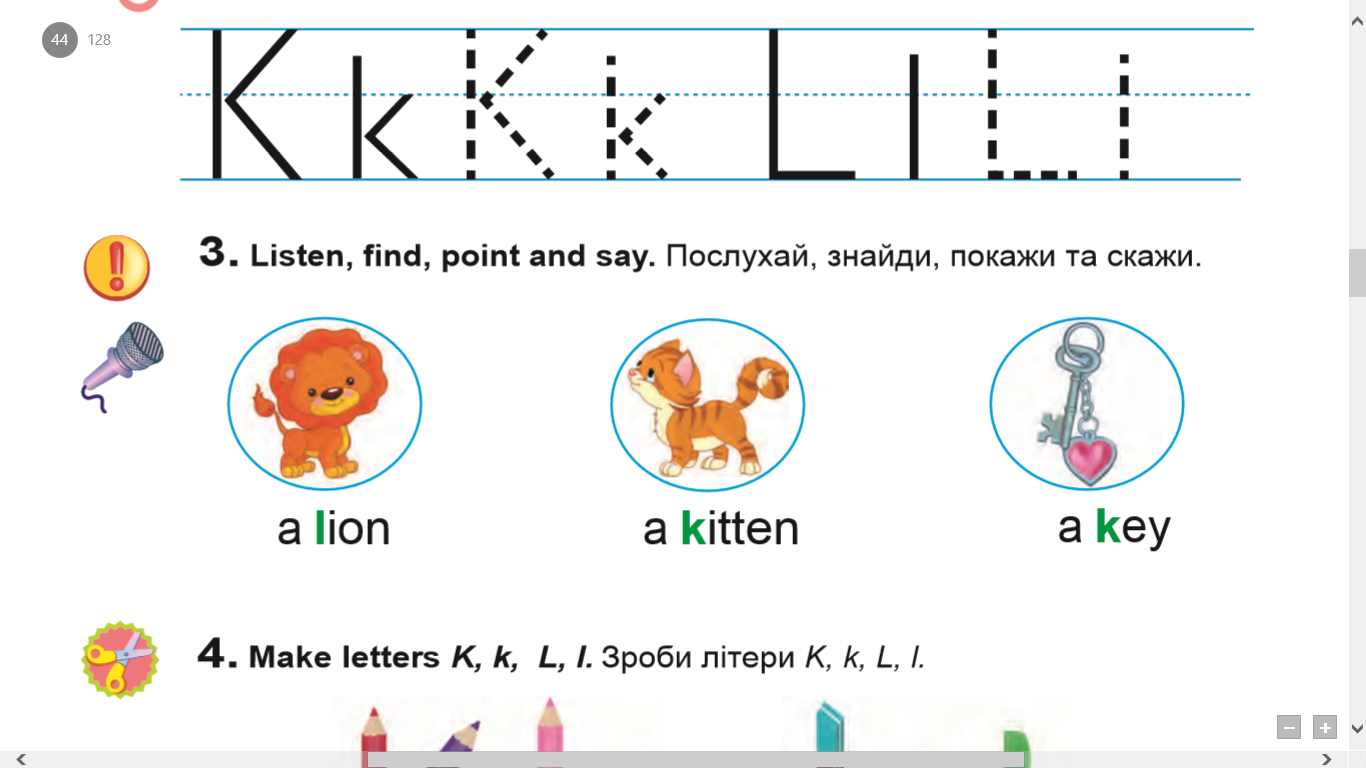 44 128
K k K k L l L l
3. Listen, find, point and say. Послухай, знайди, покажи та скажи.
a lion a kitten a key
4. Make letters K, k, L, l. Зроби літери K, k, L, l.